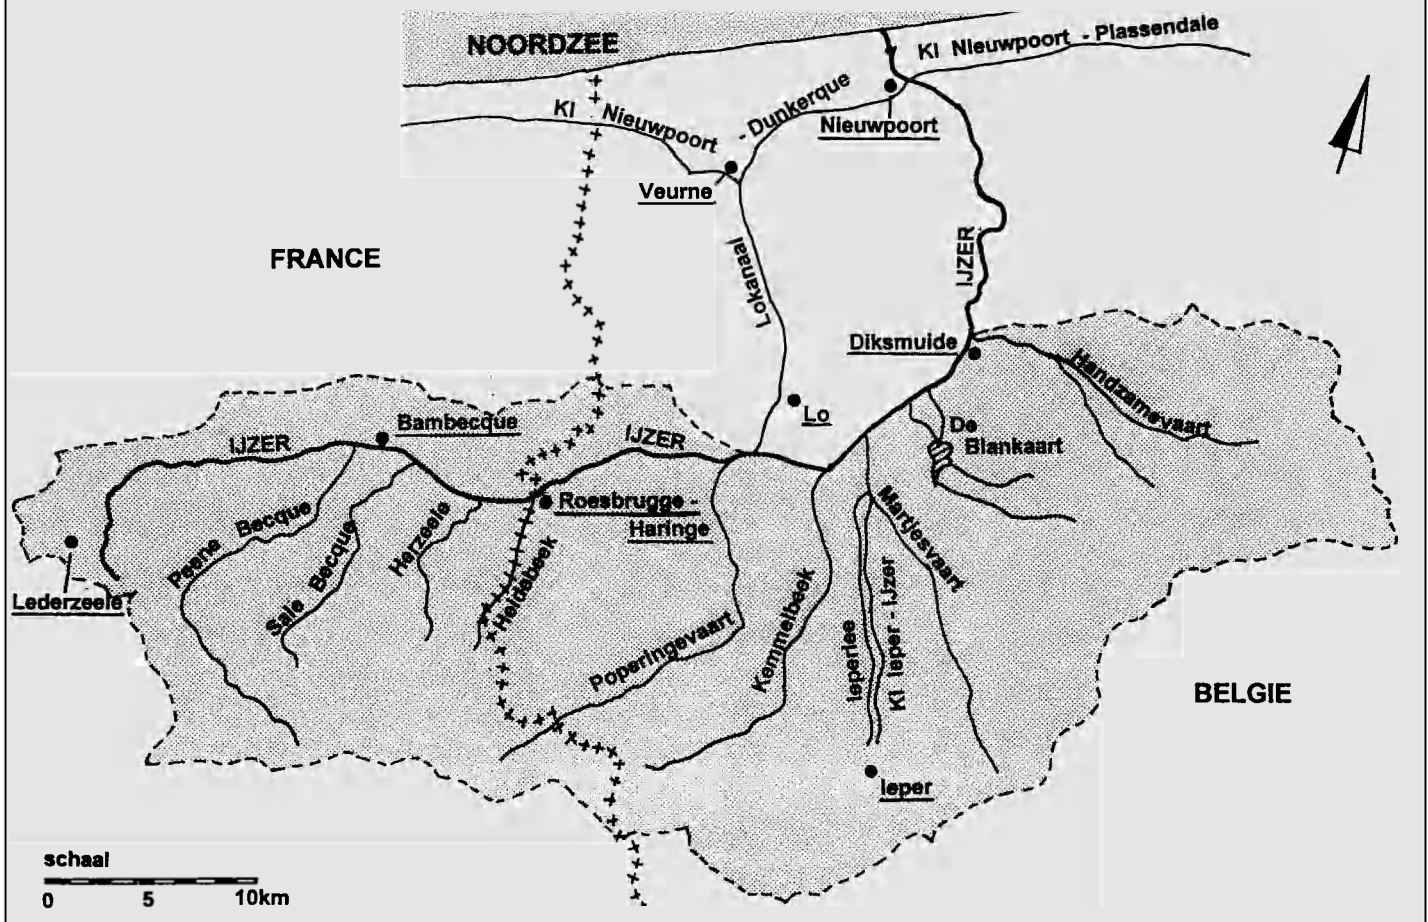 NOORDZEE
Kl Nieuwpoort - Plassendale
Kl Nieuwpoort - Dunkerque
Nieuwpoort
Veurne
FRANCE
Lokanaal
IJZER
Diksmuide
Handzamevaart
Lo
Bambecque
IJZER
IJZER
De
Blankaart
Roesbrugge -
Haringe
Peene Becque
Sale Becque
Herzeele
Heidebeek
Martjesvaart
Lederzeele
Poperingevaart
Kemmelbeek
Ieperlee
Kl Ieper - IJzer
BELGIE
Ieper
schaal
0 5 10km